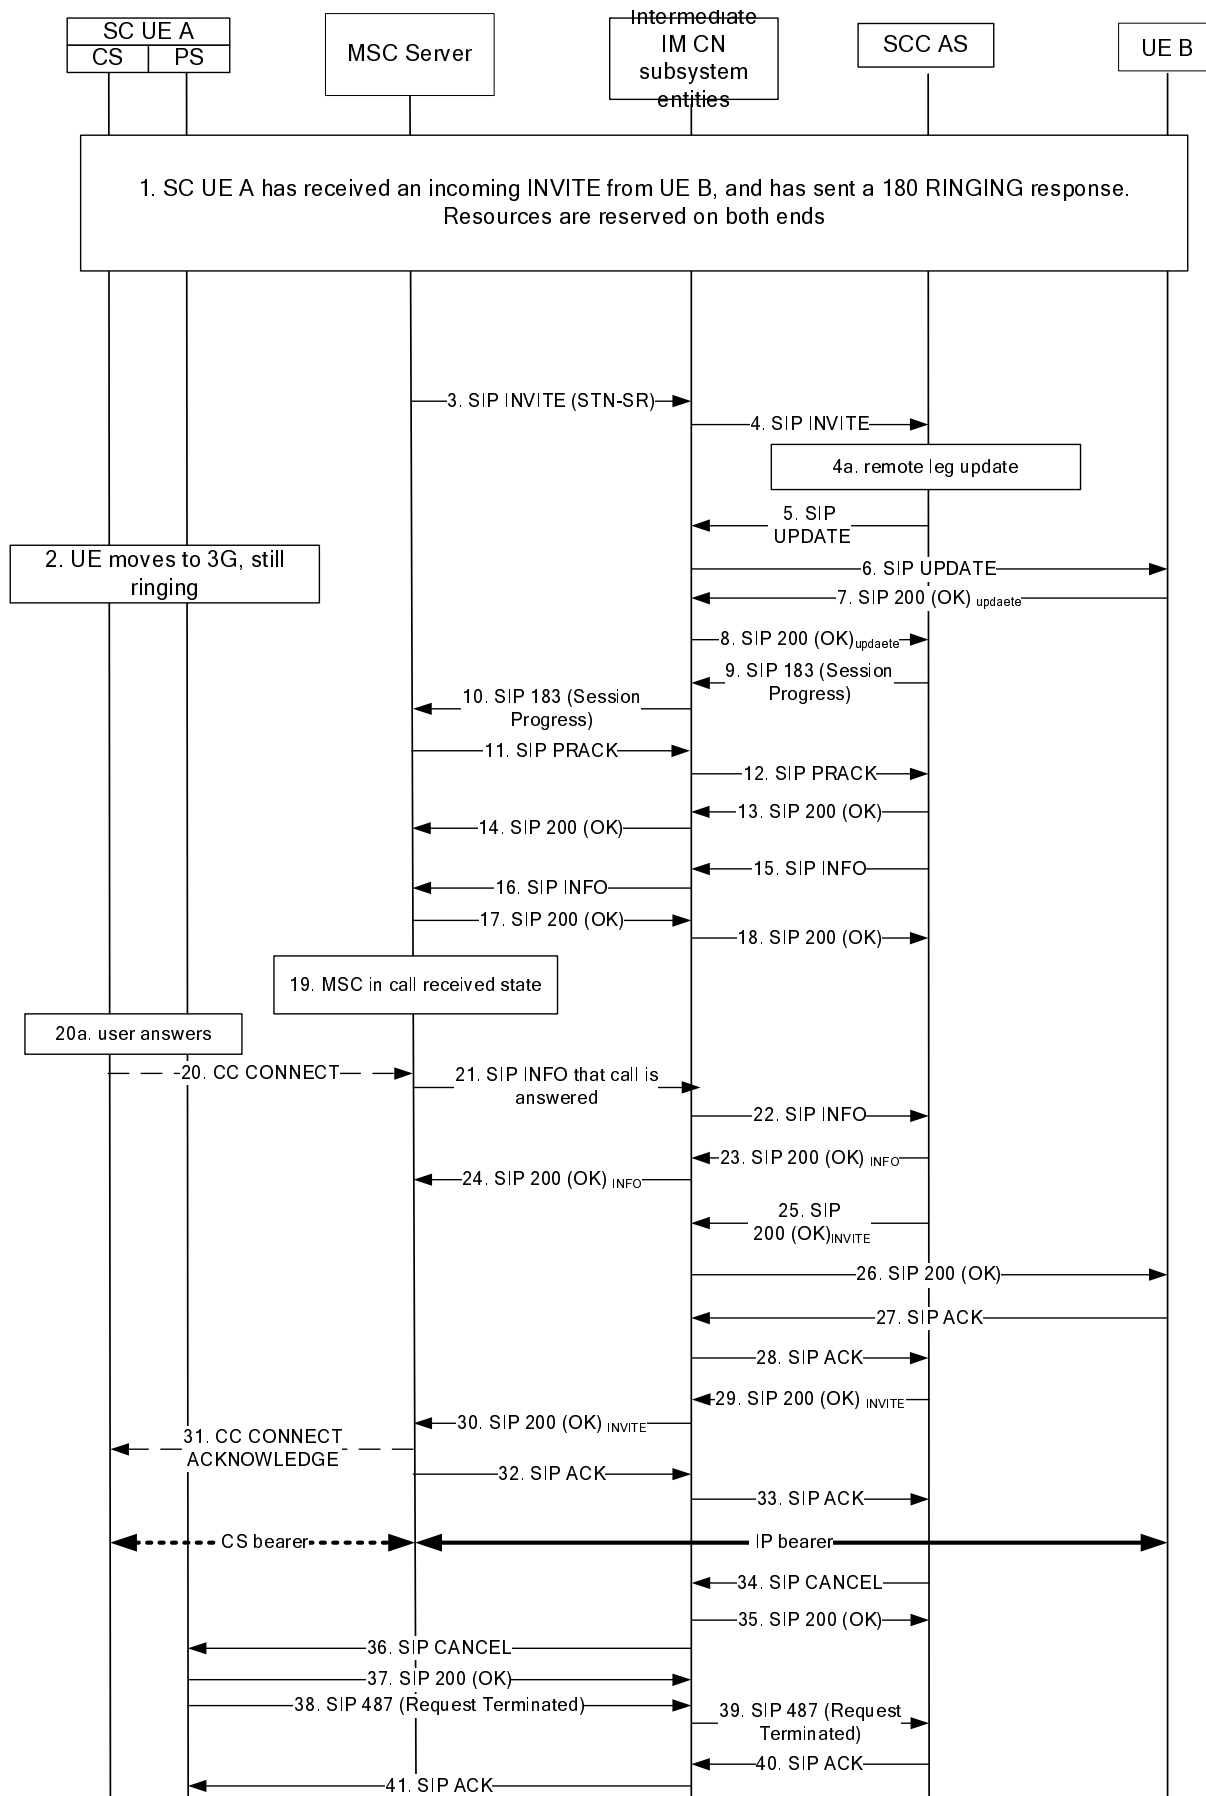 SC UE A
CS
PS
MSC Server
Intermediate
IM CN
subsystem
entities
SCC AS
UE B
1. SC UE A has received an incoming INVITE from UE B, and has sent a 180 RINGING response.
Resources are reserved on both ends
3. SIP INVITE (STN-SR)
4. SIP INVITE
4a. remote leg update
5. SIP
UPDATE
2. UE moves to 3G, still
ringing
6. SIP UPDATE
7. SIP 200 (OK) updaete
8. SIP 200 (OK)updaete
9. SIP 183 (Session
Progress)
10. SIP 183 (Session
Progress)
11. SIP PRACK
12. SIP PRACK
13. SIP 200 (OK)
14. SIP 200 (OK)
15. SIP INFO
16. SIP INFO
17. SIP 200 (OK)
18. SIP 200 (OK)
19. MSC in call received state
20a. user answers
20. CC CONNECT
21. SIP INFO that call is
answered
22. SIP INFO
23. SIP 200 (OK) INFO
24. SIP 200 (OK) INFO
25. SIP
200 (OK)INVITE
26. SIP 200 (OK)
27. SIP ACK
28. SIP ACK
29. SIP 200 (OK) INVITE
30. SIP 200 (OK) INVITE
31. CC CONNECT
ACKNOWLEDGE
32. SIP ACK
33. SIP ACK
CS bearer
IP bearer
34. SIP CANCEL
35. SIP 200 (OK)
36. SIP CANCEL
37. SIP 200 (OK)
38. SIP 487 (Request Terminated)
39. SIP 487 (Request
Terminated)
40. SIP ACK
41. SIP ACK